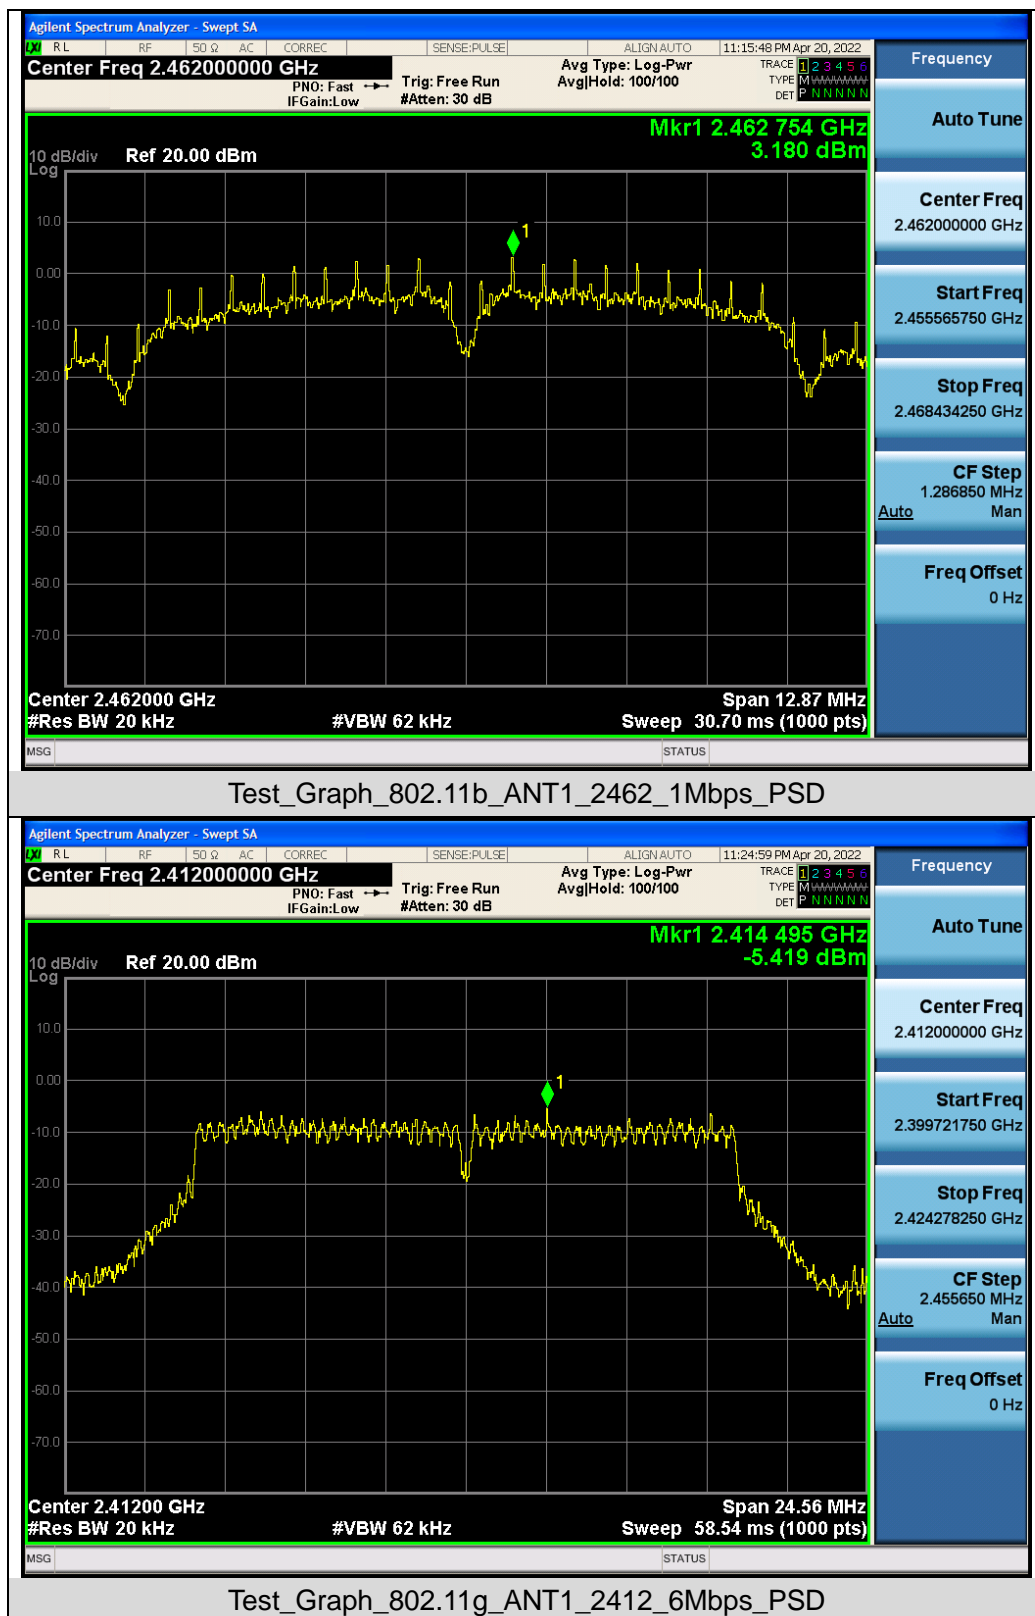 Agilent Spectrum Analyzer - Swept SA
LXI RL RF 50 Ω AC CORREC SENSE:PULSE ALIGN AUTO 11:15:48 PM Apr 20, 2022
Center Freq 2.462000000 GHz
PNO: Fast
IFGain:Low
Trig: Free Run
#Atten: 30 dB
Avg Type: Log-Pwr
Avg|Hold: 100/100
TRACE 1 2 3 4 5 6
TYPE M
DET P N N N N N
Frequency
Auto Tune
Mkr1 2.462 754 GHz
3.180 dBm
10 dB/div Ref 20.00 dBm
Log
10.0
1
0.00
-10.0
-20.0
-30.0
-40.0
-50.0
-60.0
-70.0
Center Freq
2.462000000 GHz
Start Freq
2.455565750 GHz
Stop Freq
2.468434250 GHz
CF Step
1.286850 MHz
Auto Man
Freq Offset
0 Hz
Center 2.462000 GHz Span 12.87 MHz
#Res BW 20 kHz #VBW 62 kHz Sweep 30.70 ms (1000 pts)
MSG STATUS
Test_Graph_802.11b_ANT1_2462_1Mbps_PSD
Agilent Spectrum Analyzer - Swept SA
LXI RL RF 50 Ω AC CORREC SENSE:PULSE ALIGN AUTO 11:24:59 PM Apr 20, 2022
Center Freq 2.412000000 GHz
PNO: Fast
IFGain:Low
Trig: Free Run
#Atten: 30 dB
Avg Type: Log-Pwr
Avg|Hold: 100/100
TRACE 1 2 3 4 5 6
TYPE M
DET P N N N N N
Frequency
Auto Tune
Mkr1 2.414 495 GHz
-5.419 dBm
10 dB/div Ref 20.00 dBm
Log
10.0
0.00
1
-10.0
-20.0
-30.0
-40.0
-50.0
-60.0
-70.0
Center Freq
2.412000000 GHz
Start Freq
2.399721750 GHz
Stop Freq
2.424278250 GHz
CF Step
2.455650 MHz
Auto Man
Freq Offset
0 Hz
Center 2.41200 GHz Span 24.56 MHz
#Res BW 20 kHz #VBW 62 kHz Sweep 58.54 ms (1000 pts)
MSG STATUS
Test_Graph_802.11g_ANT1_2412_6Mbps_PSD